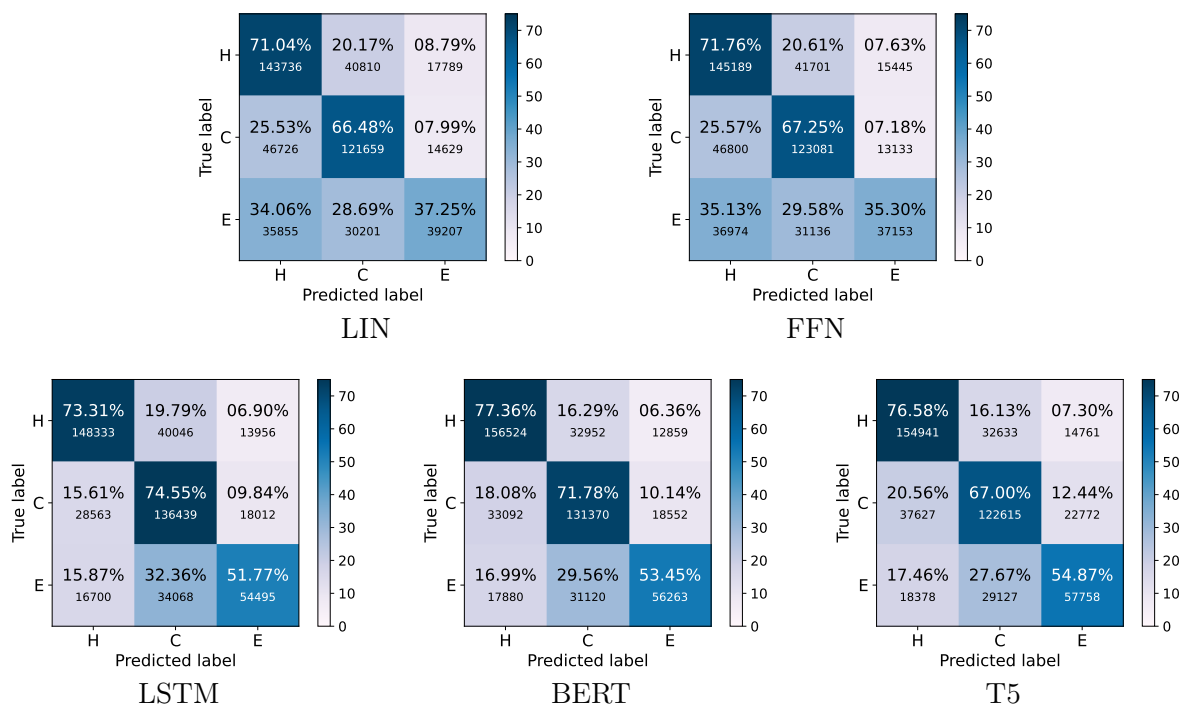 71.04% 20.17% 08.79%
143736 40810 17789
25.53% 66.48% 07.99%
46726 121659 14629
34.06% 28.69% 37.25%
35855 30201 39207
H
C
E
True label
H C E
Predicted label
70
60
50
40
30
20
10
0
LIN
71.76% 20.61% 07.63%
145189 41701 15445
25.57% 67.25% 07.18%
46800 123081 13133
35.13% 29.58% 35.30%
36974 31136 37153
H
C
E
True label
H C E
Predicted label
70
60
50
40
30
20
10
0
FFN
73.31% 19.79% 06.90%
148333 40046 13956
15.61% 74.55% 09.84%
28563 136439 18012
15.87% 32.36% 51.77%
16700 34068 54495
H
C
E
True label
H C E
Predicted label
70
60
50
40
30
20
10
0
LSTM
77.36% 16.29% 06.36%
156524 32952 12859
18.08% 71.78% 10.14%
33092 131370 18552
16.99% 29.56% 53.45%
17880 31120 56263
H
C
E
True label
H C E
Predicted label
70
60
50
40
30
20
10
0
BERT
76.58% 16.13% 07.30%
154941 32633 14761
20.56% 67.00% 12.44%
37627 122615 22772
17.46% 27.67% 54.87%
18378 29127 57758
H
C
E
True label
H C E
Predicted label
70
60
50
40
30
20
10
0
T5